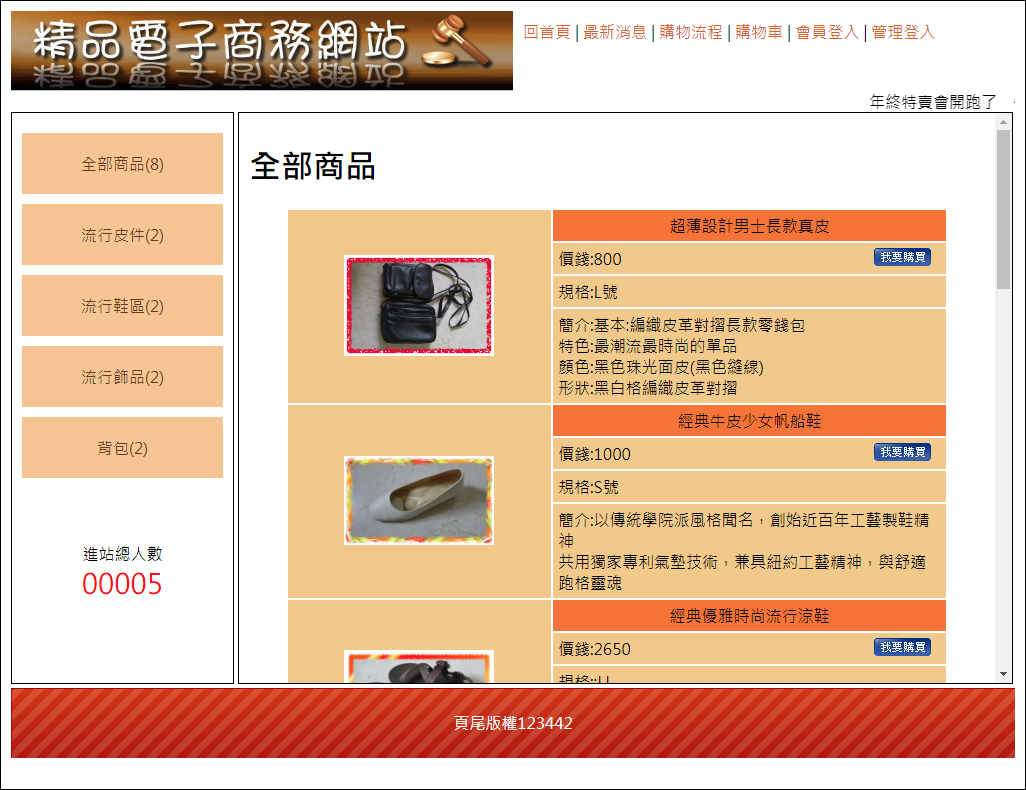 精品電子商務網站
回首頁 | 最新消息 | 購物流程 | 購物車 | 會員登入 | 管理登入
年終特賣會開跑了
全部商品(8)
流行皮件(2)
流行鞋區(2)
流行飾品(2)
背包(2)
進站總人數
00005
全部商品
超薄設計男士長款真皮
價錢:800
我要購買
規格:L號
簡介:基本:編織皮革對摺長款零錢包
特色:最潮流最時尚的單品
顏色:黑色珠光面皮(黑色縫線)
形狀:黑白格編織皮革對摺
經典牛皮少女帆船鞋
價錢:1000
我要購買
規格:S號
簡介:以傳統學院派風格聞名，創始近百年工藝製鞋精
神
共用獨家專利氣墊技術，兼具紐約工藝精神，與舒適
跑格靈魂
經典優雅時尚流行涼鞋
價錢:2650
我要購買
頁尾版權123442